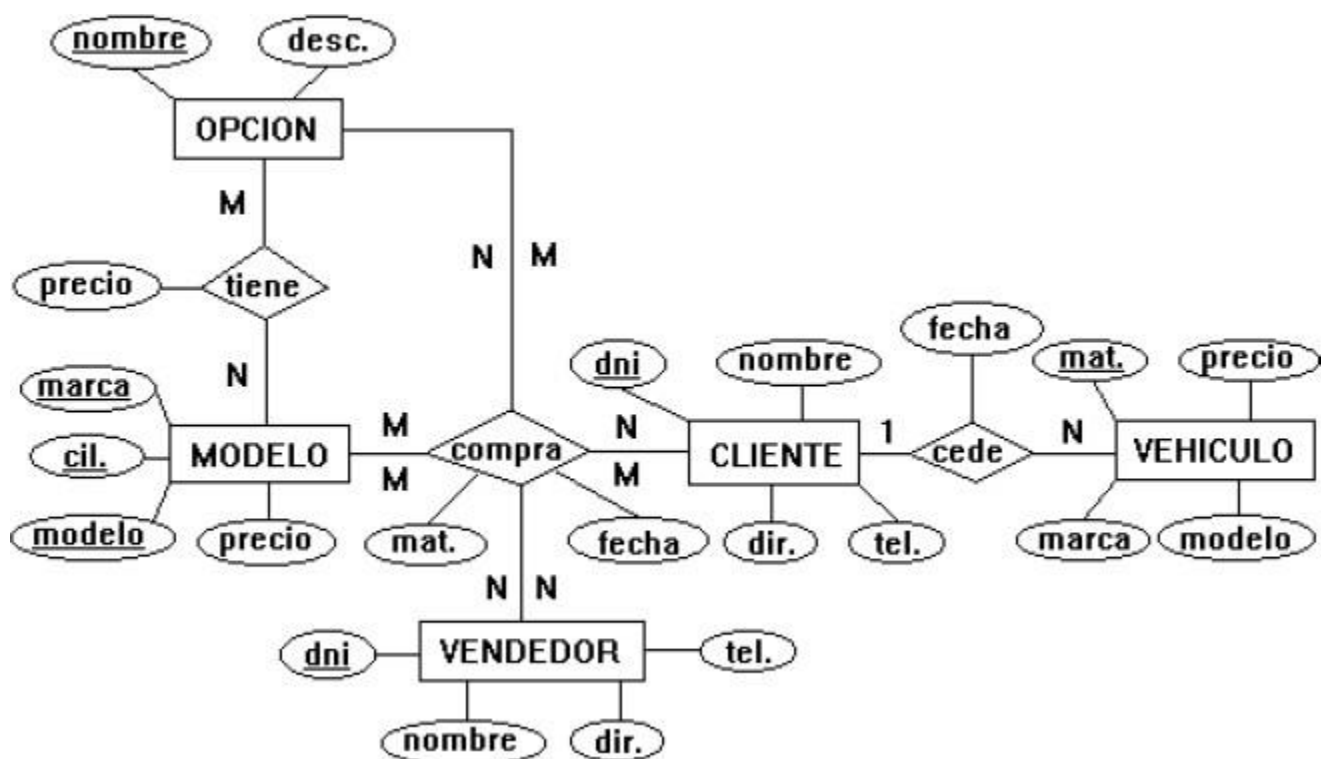 nombre
desc.
OPCION
M
N M
precio
tiene
fecha
N
marca
dni
nombre
mat.
precio
cil.
MODELO
M
M
compra
N
M
CLIENTE
1
cede
N
VEHICULO
modelo
precio
mat.
fecha
dir.
tel.
marca
modelo
N N
dni
VENDEDOR
tel.
nombre
dir.